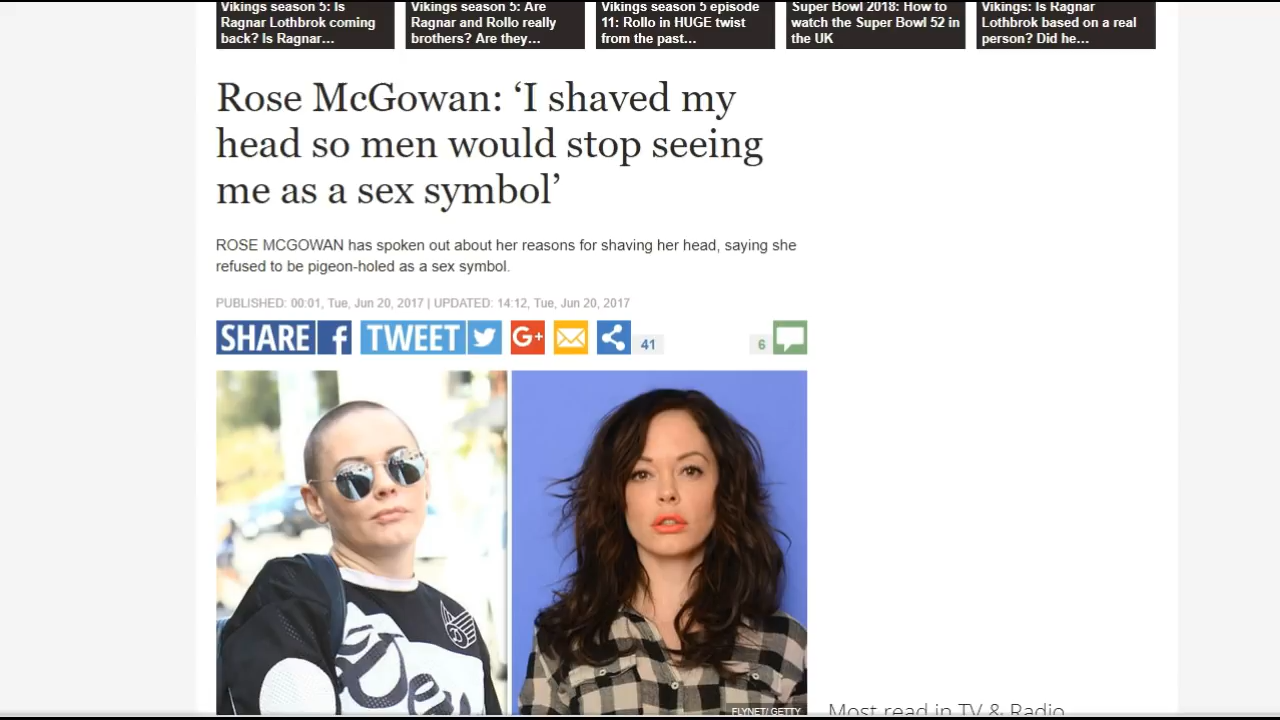 Vikings season 5: Is
Ragnar Lothbrok coming
back? Is Ragnar...
Vikings season 5: Are
Ragnar and Rollo really
brothers? Are they...
Vikings season 5 episode
11: Rollo in HUGE twist
from the past...
Super Bowl 2018: How to
watch the Super Bowl 52 in
the UK
Vikings: Is Ragnar
Lothbrok based on a real
person? Did he...
Rose McGowan: ‘I shaved my
head so men would stop seeing
me as a sex symbol’
ROSE MCGOWAN has spoken out about her reasons for shaving her head, saying she
refused to be pigeon-holed as a sex symbol.
PUBLISHED: 00:01, Tue, Jun 20, 2017 | UPDATED: 14:12, Tue, Jun 20, 2017
SHARE f TWEET G+ 41 6
FLYNET/ GETTY
Most read in TV & Radio